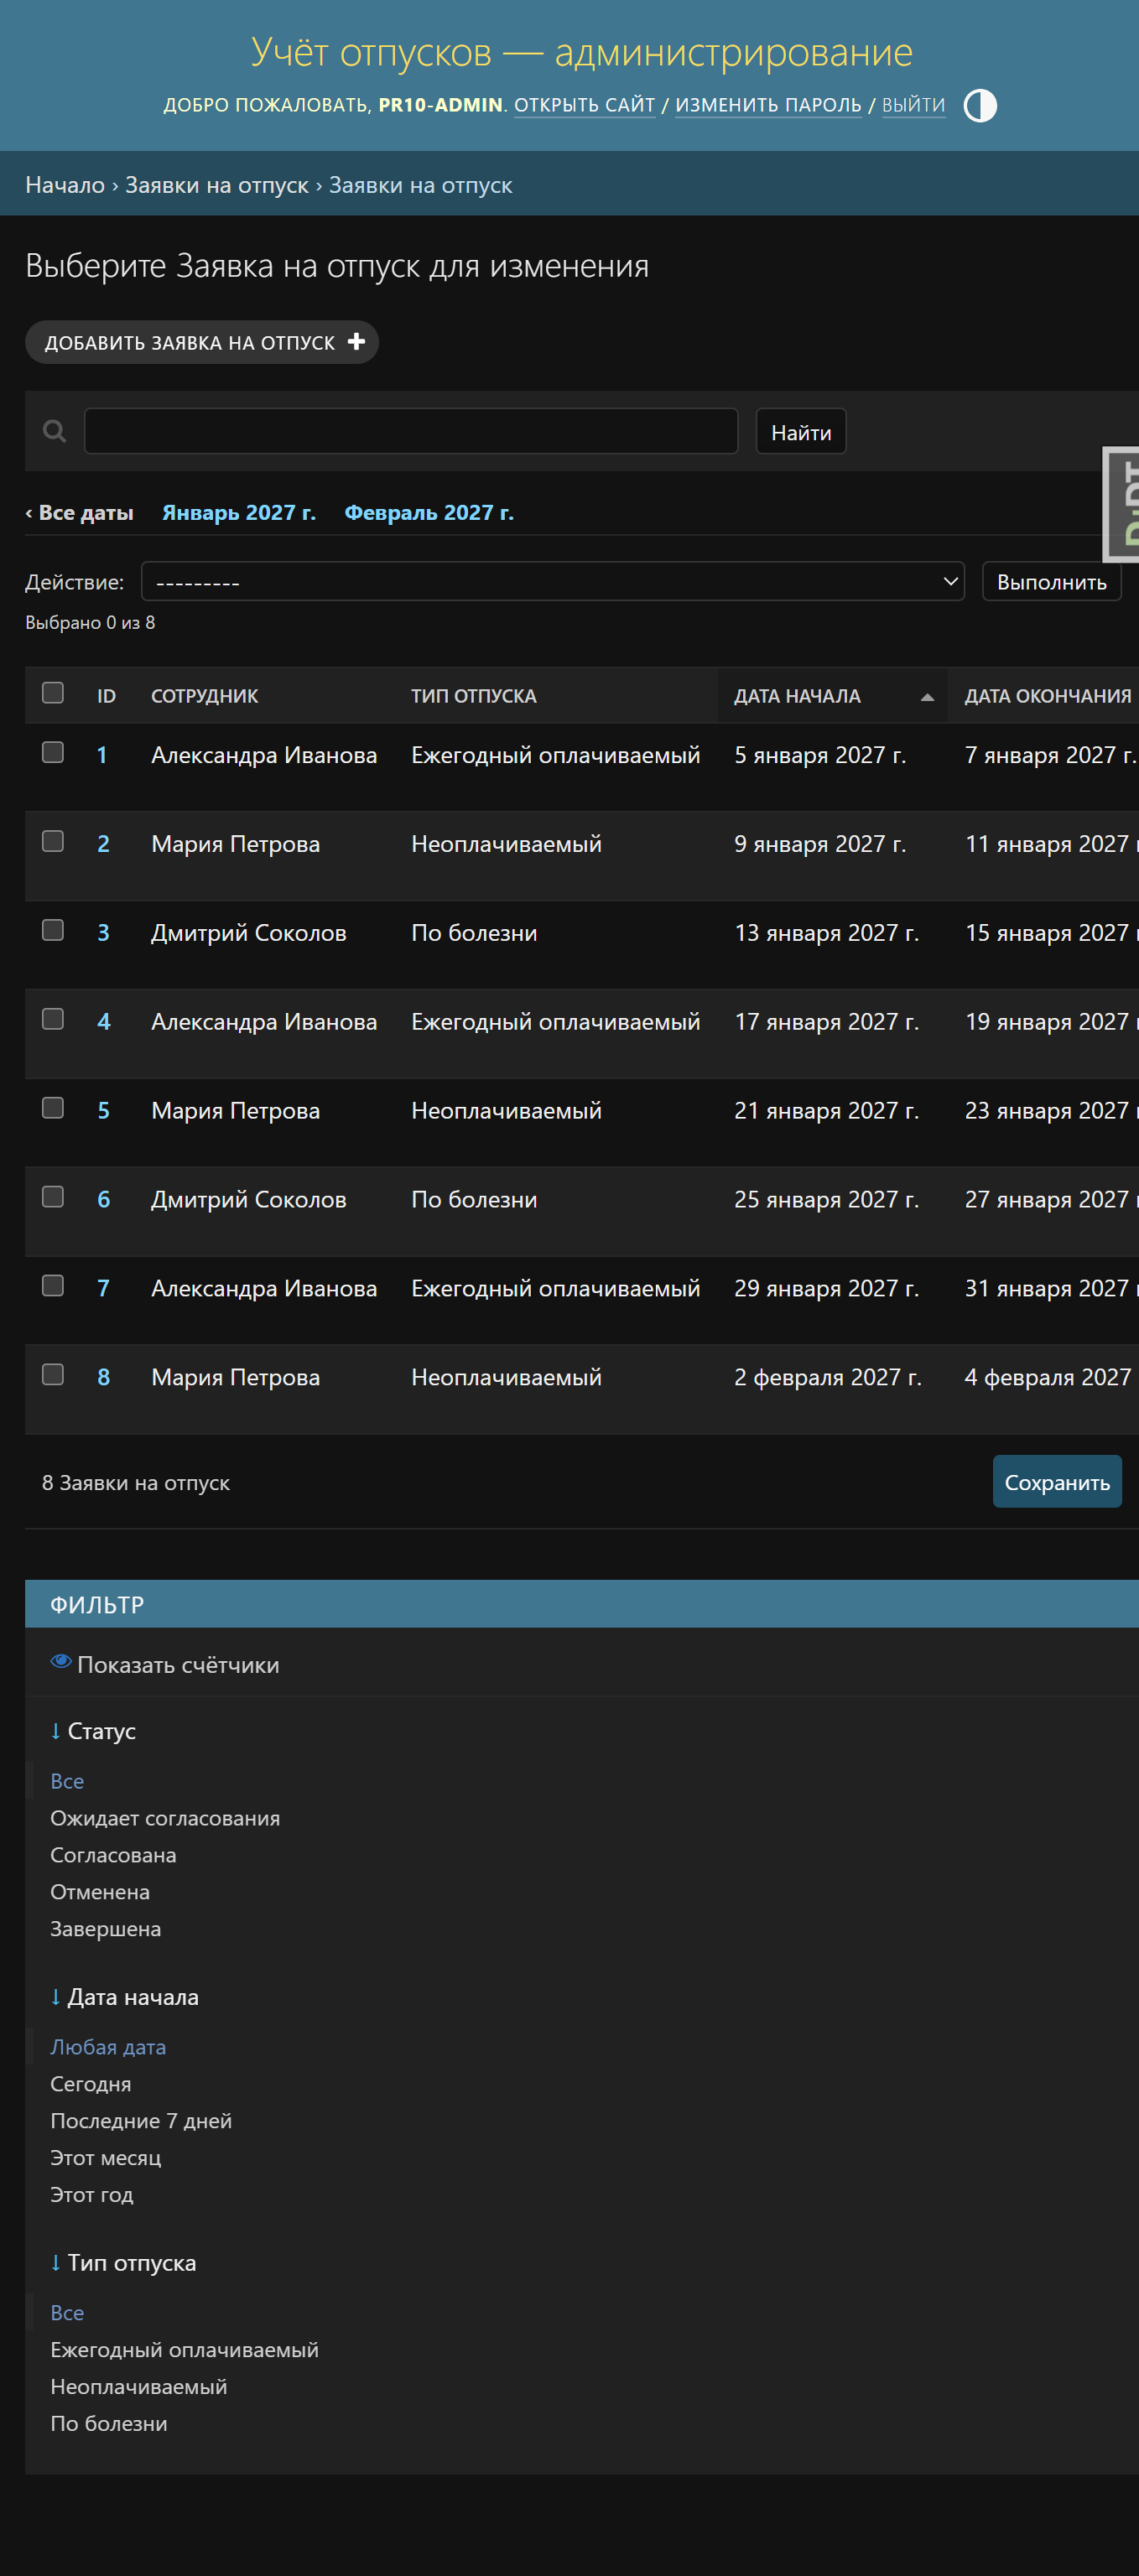 Учёт отпусков — администрирование
ДОБРО ПОЖАЛОВАТЬ, PR10-ADMIN. ОТКРЫТЬ САЙТ / ИЗМЕНИТЬ ПАРОЛЬ / ВЫЙТИ
Начало › Заявки на отпуск › Заявки на отпуск
Выберите Заявка на отпуск для изменения
ДОБАВИТЬ ЗАЯВКА НА ОТПУСК
Найти
‹ Все даты Январь 2027 г. Февраль 2027 г.
DjDT
Действие: --------- Выполнить
Выбрано 0 из 8
ID СОТРУДНИК ТИП ОТПУСКА ДАТА НАЧАЛА ДАТА ОКОНЧАНИЯ
1 Александра Иванова Ежегодный оплачиваемый 5 января 2027 г. 7 января 2027 г.
2 Мария Петрова Неоплачиваемый 9 января 2027 г. 11 января 2027
3 Дмитрий Соколов По болезни 13 января 2027 г. 15 января 2027
4 Александра Иванова Ежегодный оплачиваемый 17 января 2027 г. 19 января 2027
5 Мария Петрова Неоплачиваемый 21 января 2027 г. 23 января 2027
6 Дмитрий Соколов По болезни 25 января 2027 г. 27 января 2027
7 Александра Иванова Ежегодный оплачиваемый 29 января 2027 г. 31 января 2027
8 Мария Петрова Неоплачиваемый 2 февраля 2027 г. 4 февраля 2027
8 Заявки на отпуск Сохранить
ФИЛЬТР
Показать счётчики
↓ Статус
Все
Ожидает согласования
Согласована
Отменена
Завершена
↓ Дата начала
Любая дата
Сегодня
Последние 7 дней
Этот месяц
Этот год
↓ Тип отпуска
Все
Ежегодный оплачиваемый
Неоплачиваемый
По болезни